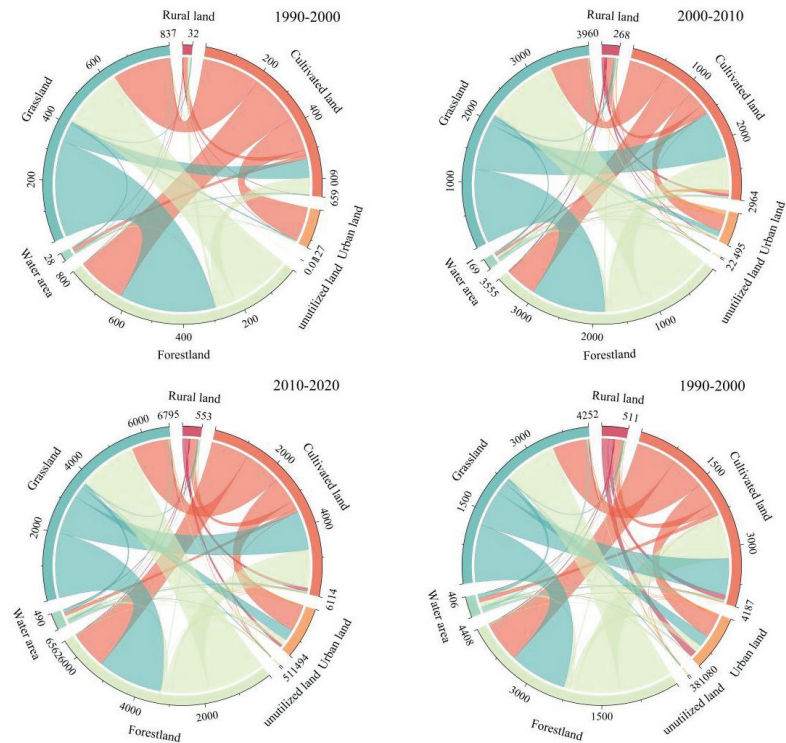 1990-2000
Rural land
837 32
600
200
Cultivated land
Grassland
400
400
200
600
659
Urban land
unutilized land
28
Water area
800
600
200
400
Forestland
2000-2010
Rural land
3960 268
3000
1000
Cultivated land
Grassland
2000
2000
1000
2964
Urban land
495
22
unutilized land
169
Water area
3555
3000
1000
2000
Forestland
2010-2020
Rural land
6795 553
6000
2000
Cultivated land
Grassland
4000
4000
2000
6114
Urban land
511494
unutilized land
490
Water area
65626000
4000
2000
Forestland
1990-2000
Rural land
4252 511
3000
1500
Cultivated land
Grassland
1500
3000
4187
Urban land
381080
unutilized land
406
Water area
4408
3000
1500
Forestland